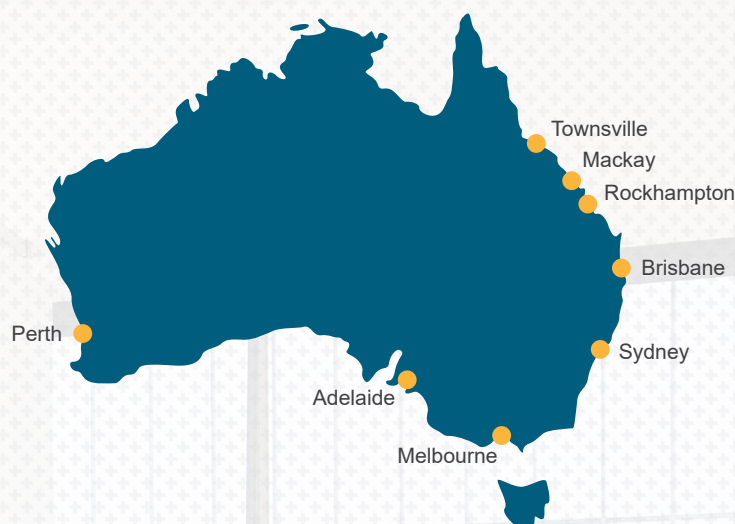 Townsville
Mackay
Rockhampton
Brisbane
Perth
Sydney
Adelaide
Melbourne